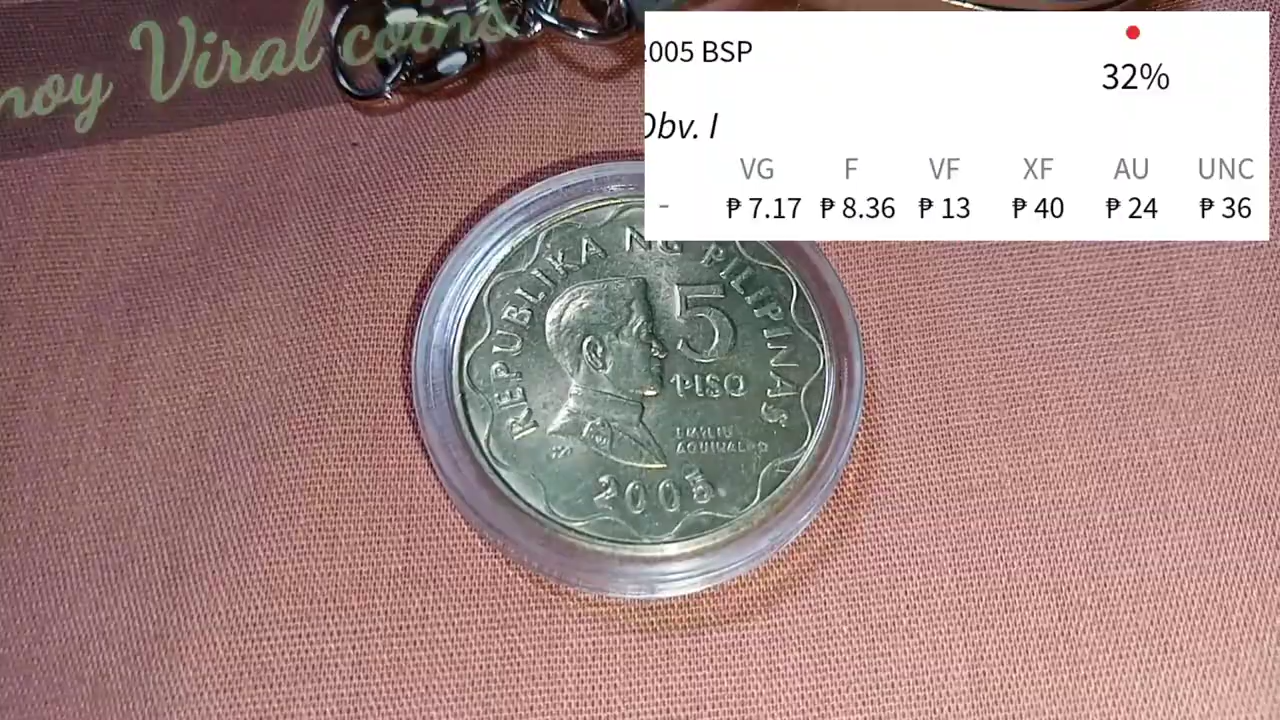 noy Viral coins
2005 BSP
32%
Obv. I
VG F VF XF AU UNC
- ₱ 7.17 ₱ 8.36 ₱ 13 ₱ 40 ₱ 24 ₱ 36
REPUBLIKA NG PILIPINAS
5
PISO
EMILIO
AGUINALDO
2005